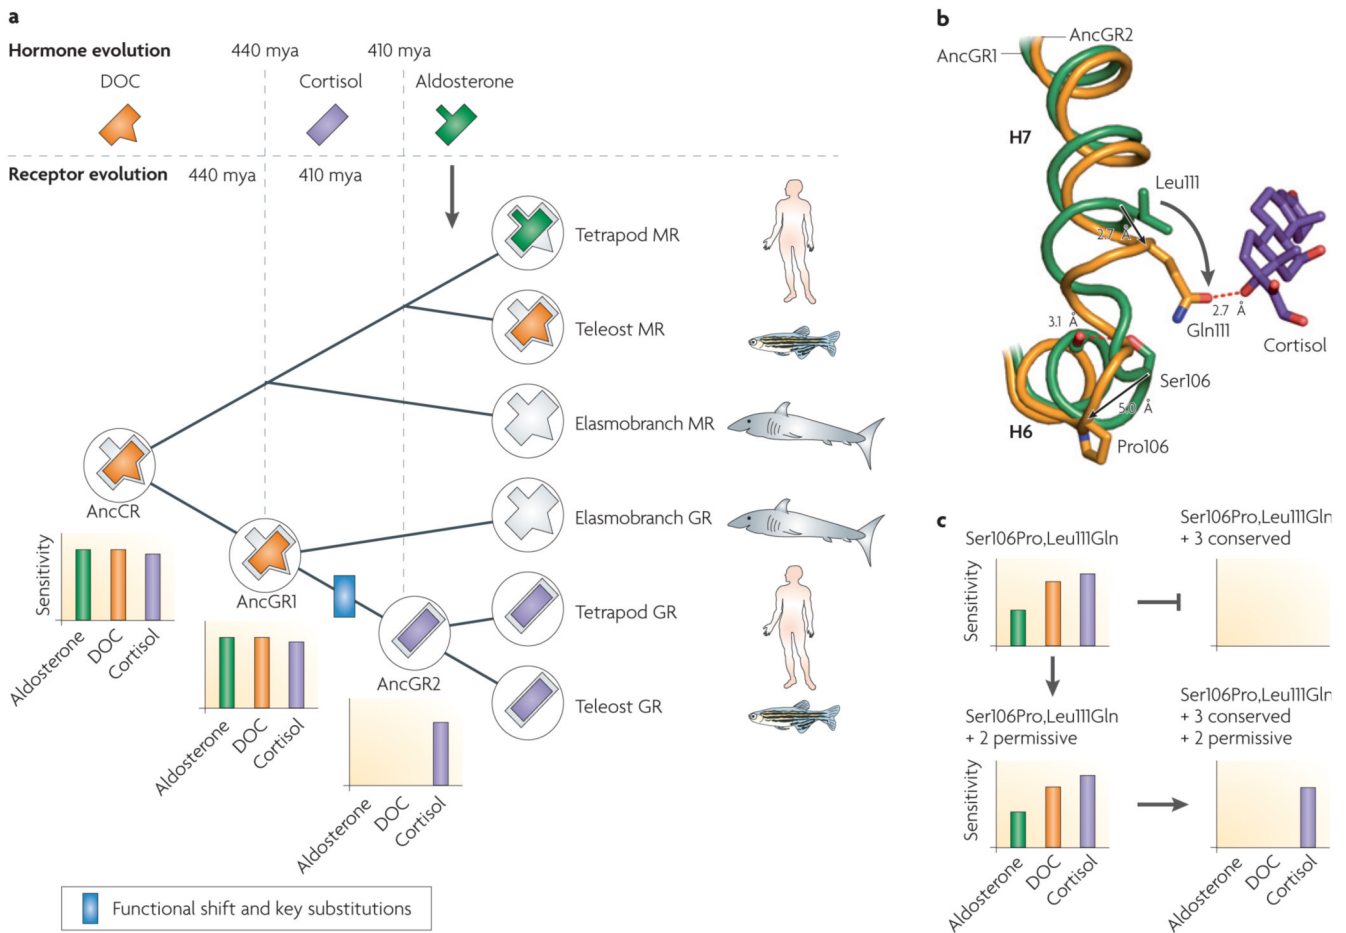 a
Hormone evolution
440 mya
410 mya
DOC
Cortisol
Aldosterone
Receptor evolution
440 mya
410 mya
Tetrapod MR
Teleost MR
Elasmobranch MR
AncCR
Elasmobranch GR
AncGR1
Tetrapod GR
AncGR2
Teleost GR
Sensitivity
Aldosterone
DOC
Cortisol
Aldosterone
DOC
Cortisol
Aldosterone
DOC
Cortisol
Functional shift and key substitutions
b
AncGR2
AncGR1
H7
Leu111
2.7 Å
2.7 Å
Gln111
3.1 Å
Cortisol
Ser106
5.0 Å
H6
Pro106
c
Ser106Pro,Leu111Gln
Sensitivity
Ser106Pro,Leu111Gln
+ 3 conserved
Ser106Pro,Leu111Gln
+ 2 permissive
Sensitivity
Aldosterone
DOC
Cortisol
Ser106Pro,Leu111Gln
+ 3 conserved
+ 2 permissive
Aldosterone
DOC
Cortisol